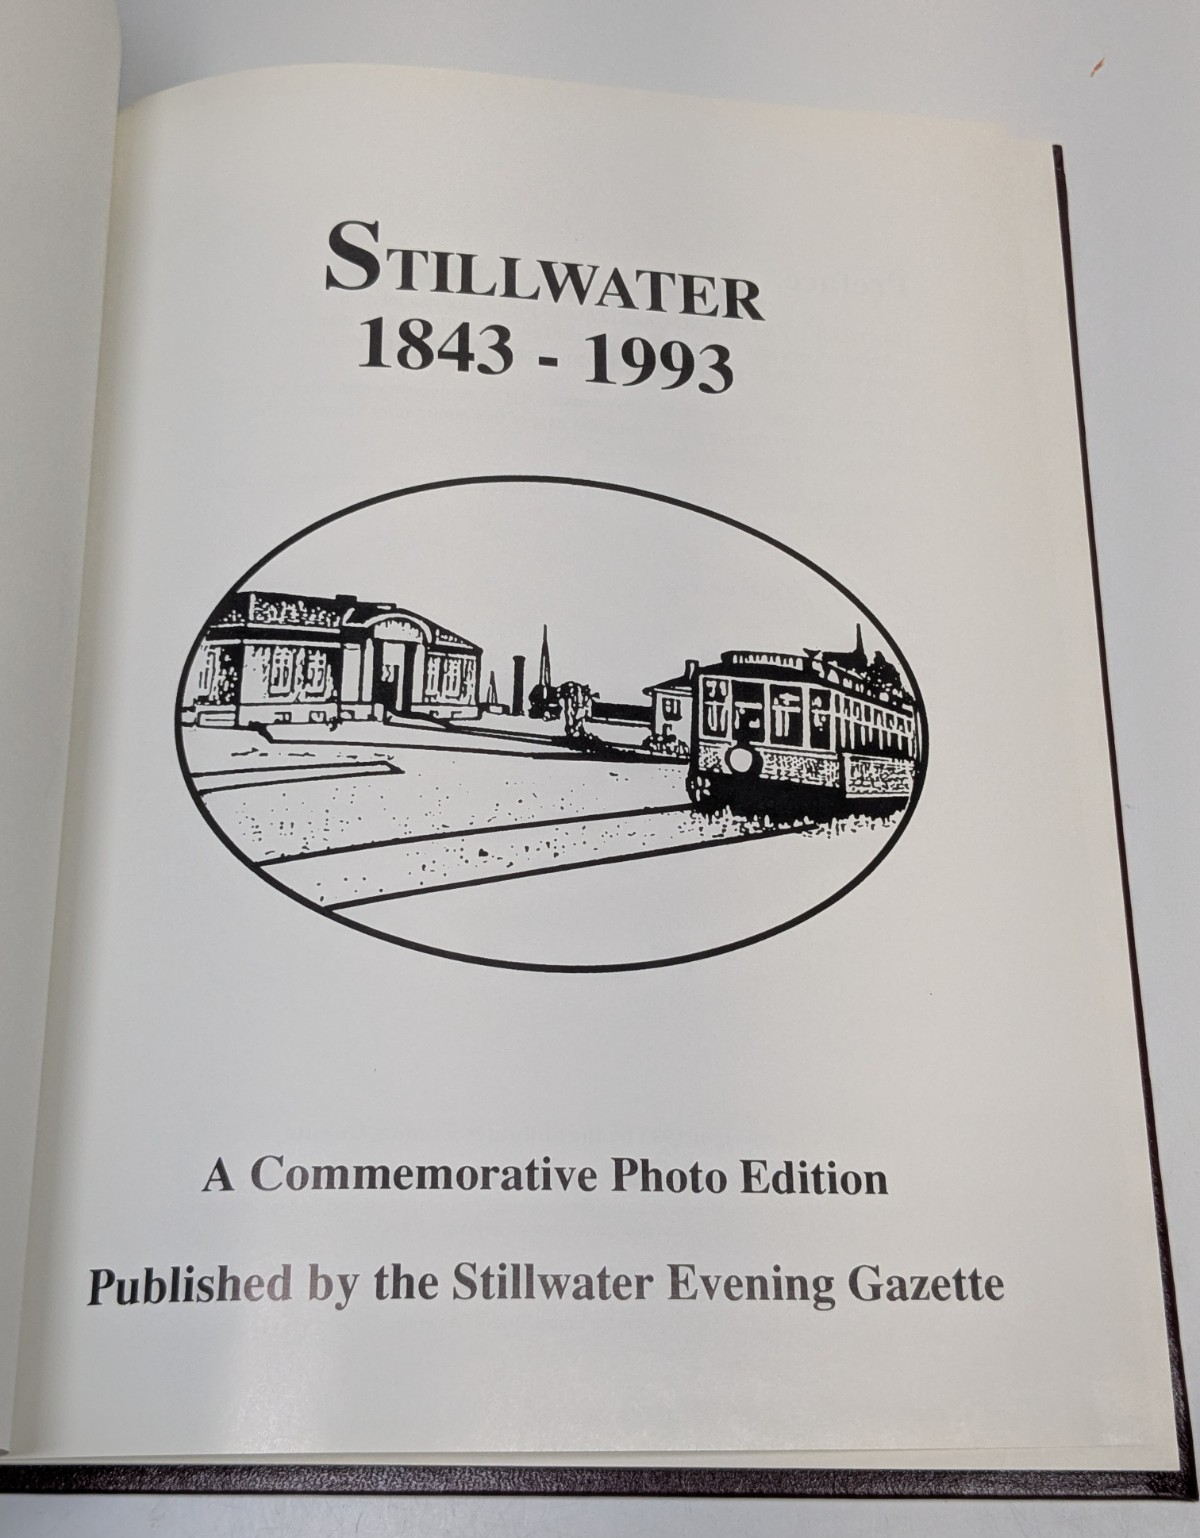 STILLWATER
1843 - 1993
A Commemorative Photo Edition
Published by the Stillwater Evening Gazette